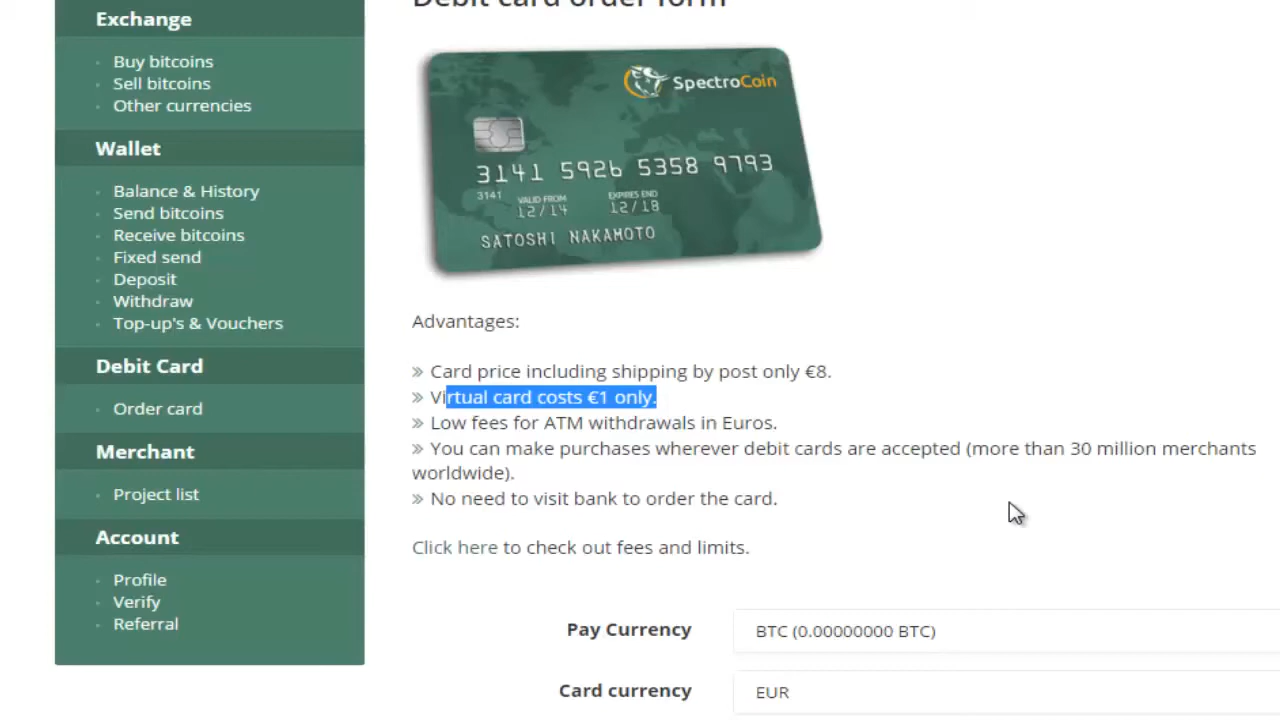 Exchange
Buy bitcoins
Sell bitcoins
Other currencies
Wallet
Balance & History
Send bitcoins
Receive bitcoins
Fixed send
Deposit
Withdraw
Top-up's & Vouchers
Debit Card
Order card
Merchant
Project list
Account
Profile
Verify
Referral
Debit card order form
SpectroCoin
3141 5926 5358 9793
3141 VALID FROM EXPIRES END
12/14 12/18
SATOSHI NAKAMOTO
Advantages:
» Card price including shipping by post only €8.
» Virtual card costs €1 only.
» Low fees for ATM withdrawals in Euros.
» You can make purchases wherever debit cards are accepted (more than 30 million merchants
worldwide).
» No need to visit bank to order the card.
Click here to check out fees and limits.
Pay Currency BTC (0.00000000 BTC)
Card currency EUR